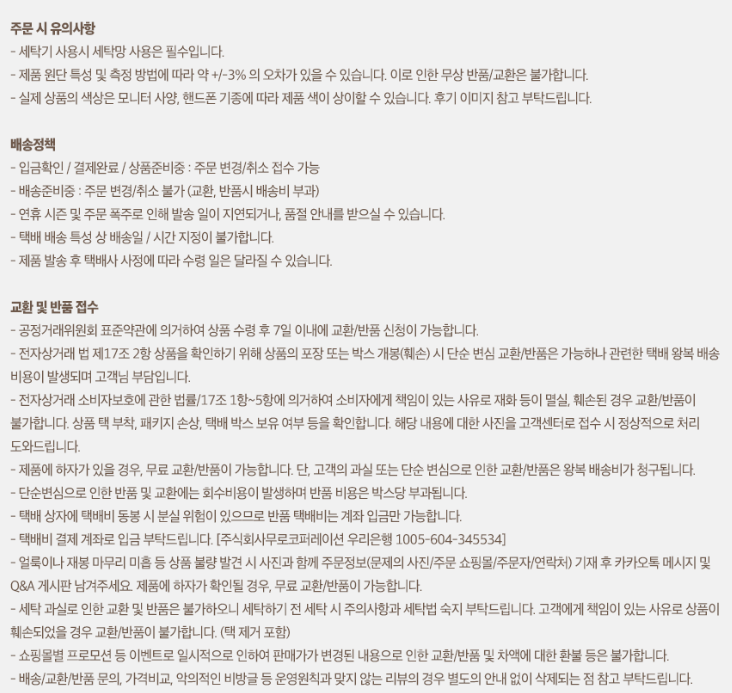 주문 시 유의사항
- 세탁기 사용시 세탁망 사용은 필수입니다.
- 제품 원단 특성 및 측정 방법에 따라 약 +/-3% 의 오차가 있을 수 있습니다. 이로 인한 무상 반품/교환은 불가합니다.
- 실제 상품의 색상은 모니터 사양, 핸드폰 기종에 따라 제품 색이 상이할 수 있습니다. 후기 이미지 참고 부탁드립니다.
배송정책
- 입금확인 / 결제완료 / 상품준비중 : 주문 변경/취소 접수 가능
- 배송준비중 : 주문 변경/취소 불가 (교환, 반품시 배송비 부과)
- 연휴 시즌 및 주문 폭주로 인해 발송 일이 지연되거나, 품절 안내를 받으실 수 있습니다.
- 택배 배송 특성 상 배송일 / 시간 지정이 불가합니다.
- 제품 발송 후 택배사 사정에 따라 수령 일은 달라질 수 있습니다.
교환 및 반품 접수
- 공정거래위원회 표준약관에 의거하여 상품 수령 후 7일 이내에 교환/반품 신청이 가능합니다.
- 전자상거래 법 제17조 2항 상품을 확인하기 위해 상품의 포장 또는 박스 개봉(훼손) 시 단순 변심 교환/반품은 가능하나 관련한 택배 왕복 배송
비용이 발생되며 고객님 부담입니다.
- 전자상거래 소비자보호에 관한 법률/17조 1항~5항에 의거하여 소비자에게 책임이 있는 사유로 재화 등이 멸실, 훼손된 경우 교환/반품이
불가합니다. 상품 택 부착, 패키지 손상, 택배 박스 보유 여부 등을 확인합니다. 해당 내용에 대한 사진을 고객센터로 접수 시 정상적으로 처리
도와드립니다.
- 제품에 하자가 있을 경우, 무료 교환/반품이 가능합니다. 단, 고객의 과실 또는 단순 변심으로 인한 교환/반품은 왕복 배송비가 청구됩니다.
- 단순변심으로 인한 반품 및 교환에는 회수비용이 발생하며 반품 비용은 박스당 부과됩니다.
- 택배 상자에 택배비 동봉 시 분실 위험이 있으므로 반품 택배비는 계좌 입금만 가능합니다.
- 택배비 결제 계좌로 입금 부탁드립니다. [주식회사무로코퍼레이션 우리은행 1005-604-345534]
- 얼룩이나 재봉 마무리 미흡 등 상품 불량 발견 시 사진과 함께 주문정보(문제의 사진/주문 쇼핑몰/주문자/연락처) 기재 후 카카오톡 메시지 및
Q&A 게시판 남겨주세요. 제품에 하자가 확인될 경우, 무료 교환/반품이 가능합니다.
- 세탁 과실로 인한 교환 및 반품은 불가하오니 세탁하기 전 세탁 시 주의사항과 세탁법 숙지 부탁드립니다. 고객에게 책임이 있는 사유로 상품이
훼손되었을 경우 교환/반품이 불가합니다. (택 제거 포함)
- 쇼핑몰별 프로모션 등 이벤트로 일시적으로 인하여 판매가가 변경된 내용으로 인한 교환/반품 및 차액에 대한 환불 등은 불가합니다.
- 배송/교환/반품 문의, 가격비교, 악의적인 비방글 등 운영원칙과 맞지 않는 리뷰의 경우 별도의 안내 없이 삭제되는 점 참고 부탁드립니다.